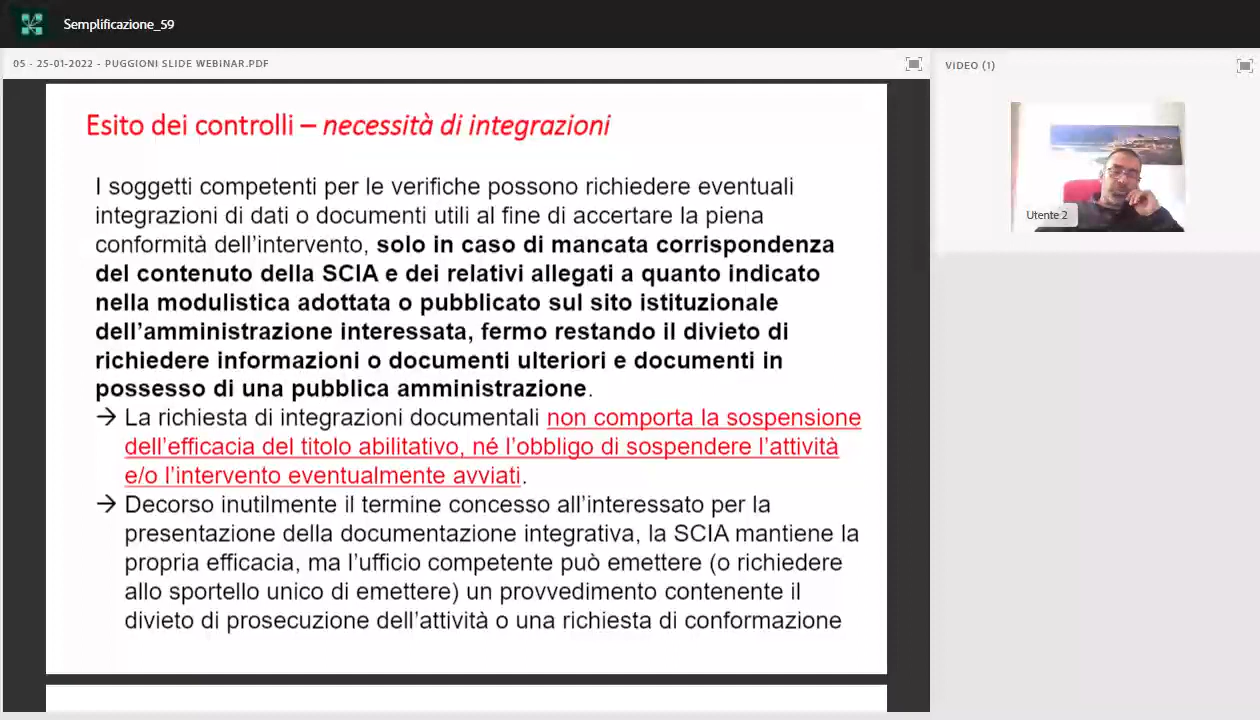 Semplificazione_59
05 - 25-01-2022 - PUGGIONI SLIDE WEBINAR.PDF
VIDEO (1)
Esito dei controlli – necessità di integrazioni
I soggetti competenti per le verifiche possono richiedere eventuali
integrazioni di dati o documenti utili al fine di accertare la piena
conformità dell'intervento, solo in caso di mancata corrispondenza
del contenuto della SCIA e dei relativi allegati a quanto indicato
nella modulistica adottata o pubblicato sul sito istituzionale
dell'amministrazione interessata, fermo restando il divieto di
richiedere informazioni o documenti ulteriori e documenti in
possesso di una pubblica amministrazione.
→ La richiesta di integrazioni documentali non comporta la sospensione
dell'efficacia del titolo abilitativo, né l'obbligo di sospendere l'attività
e/o l'intervento eventualmente avviati.
→ Decorso inutilmente il termine concesso all'interessato per la
presentazione della documentazione integrativa, la SCIA mantiene la
propria efficacia, ma l'ufficio competente può emettere (o richiedere
allo sportello unico di emettere) un provvedimento contenente il
divieto di prosecuzione dell'attività o una richiesta di conformazione
Utente 2